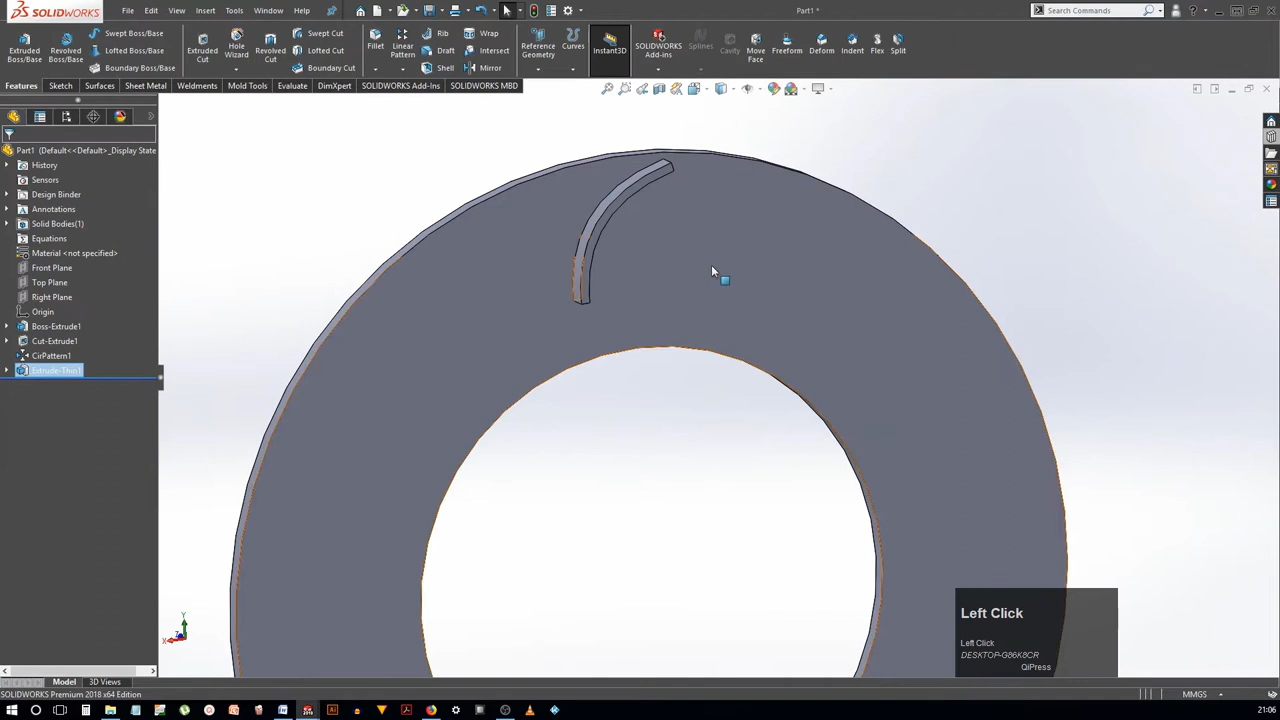 SOLIDWORKS
File Edit View Insert Tools Window Help
Part1 *
Search Commands
Extruded Boss/Base
Revolved Boss/Base
Swept Boss/Base
Lofted Boss/Base
Boundary Boss/Base
Extruded Cut
Hole Wizard
Revolved Cut
Swept Cut
Lofted Cut
Boundary Cut
Fillet
Linear Pattern
Rib
Draft
Shell
Wrap
Intersect
Mirror
Reference Geometry
Curves
Instant3D
SOLIDWORKS Add-ins
Splines
Cavity
Move Face
Freeform
Deform
Indent
Flex
Split
Features Sketch Surfaces Sheet Metal Weldments Mold Tools Evaluate DimXpert SOLIDWORKS Add-Ins SOLIDWORKS MBD
Part1 (Default<<Default>_Display State
History
Sensors
Design Binder
Annotations
Solid Bodies(1)
Equations
Material <not specified>
Front Plane
Top Plane
Right Plane
Origin
Boss-Extrude1
Cut-Extrude1
CirPattern1
Extrude-Thin1
Y
X
Z
Left Click
Left Click
DESKTOP-G86K8CR
QiPress
Model 3D Views
SOLIDWORKS Premium 2018 x64 Edition
MMGS
21:06